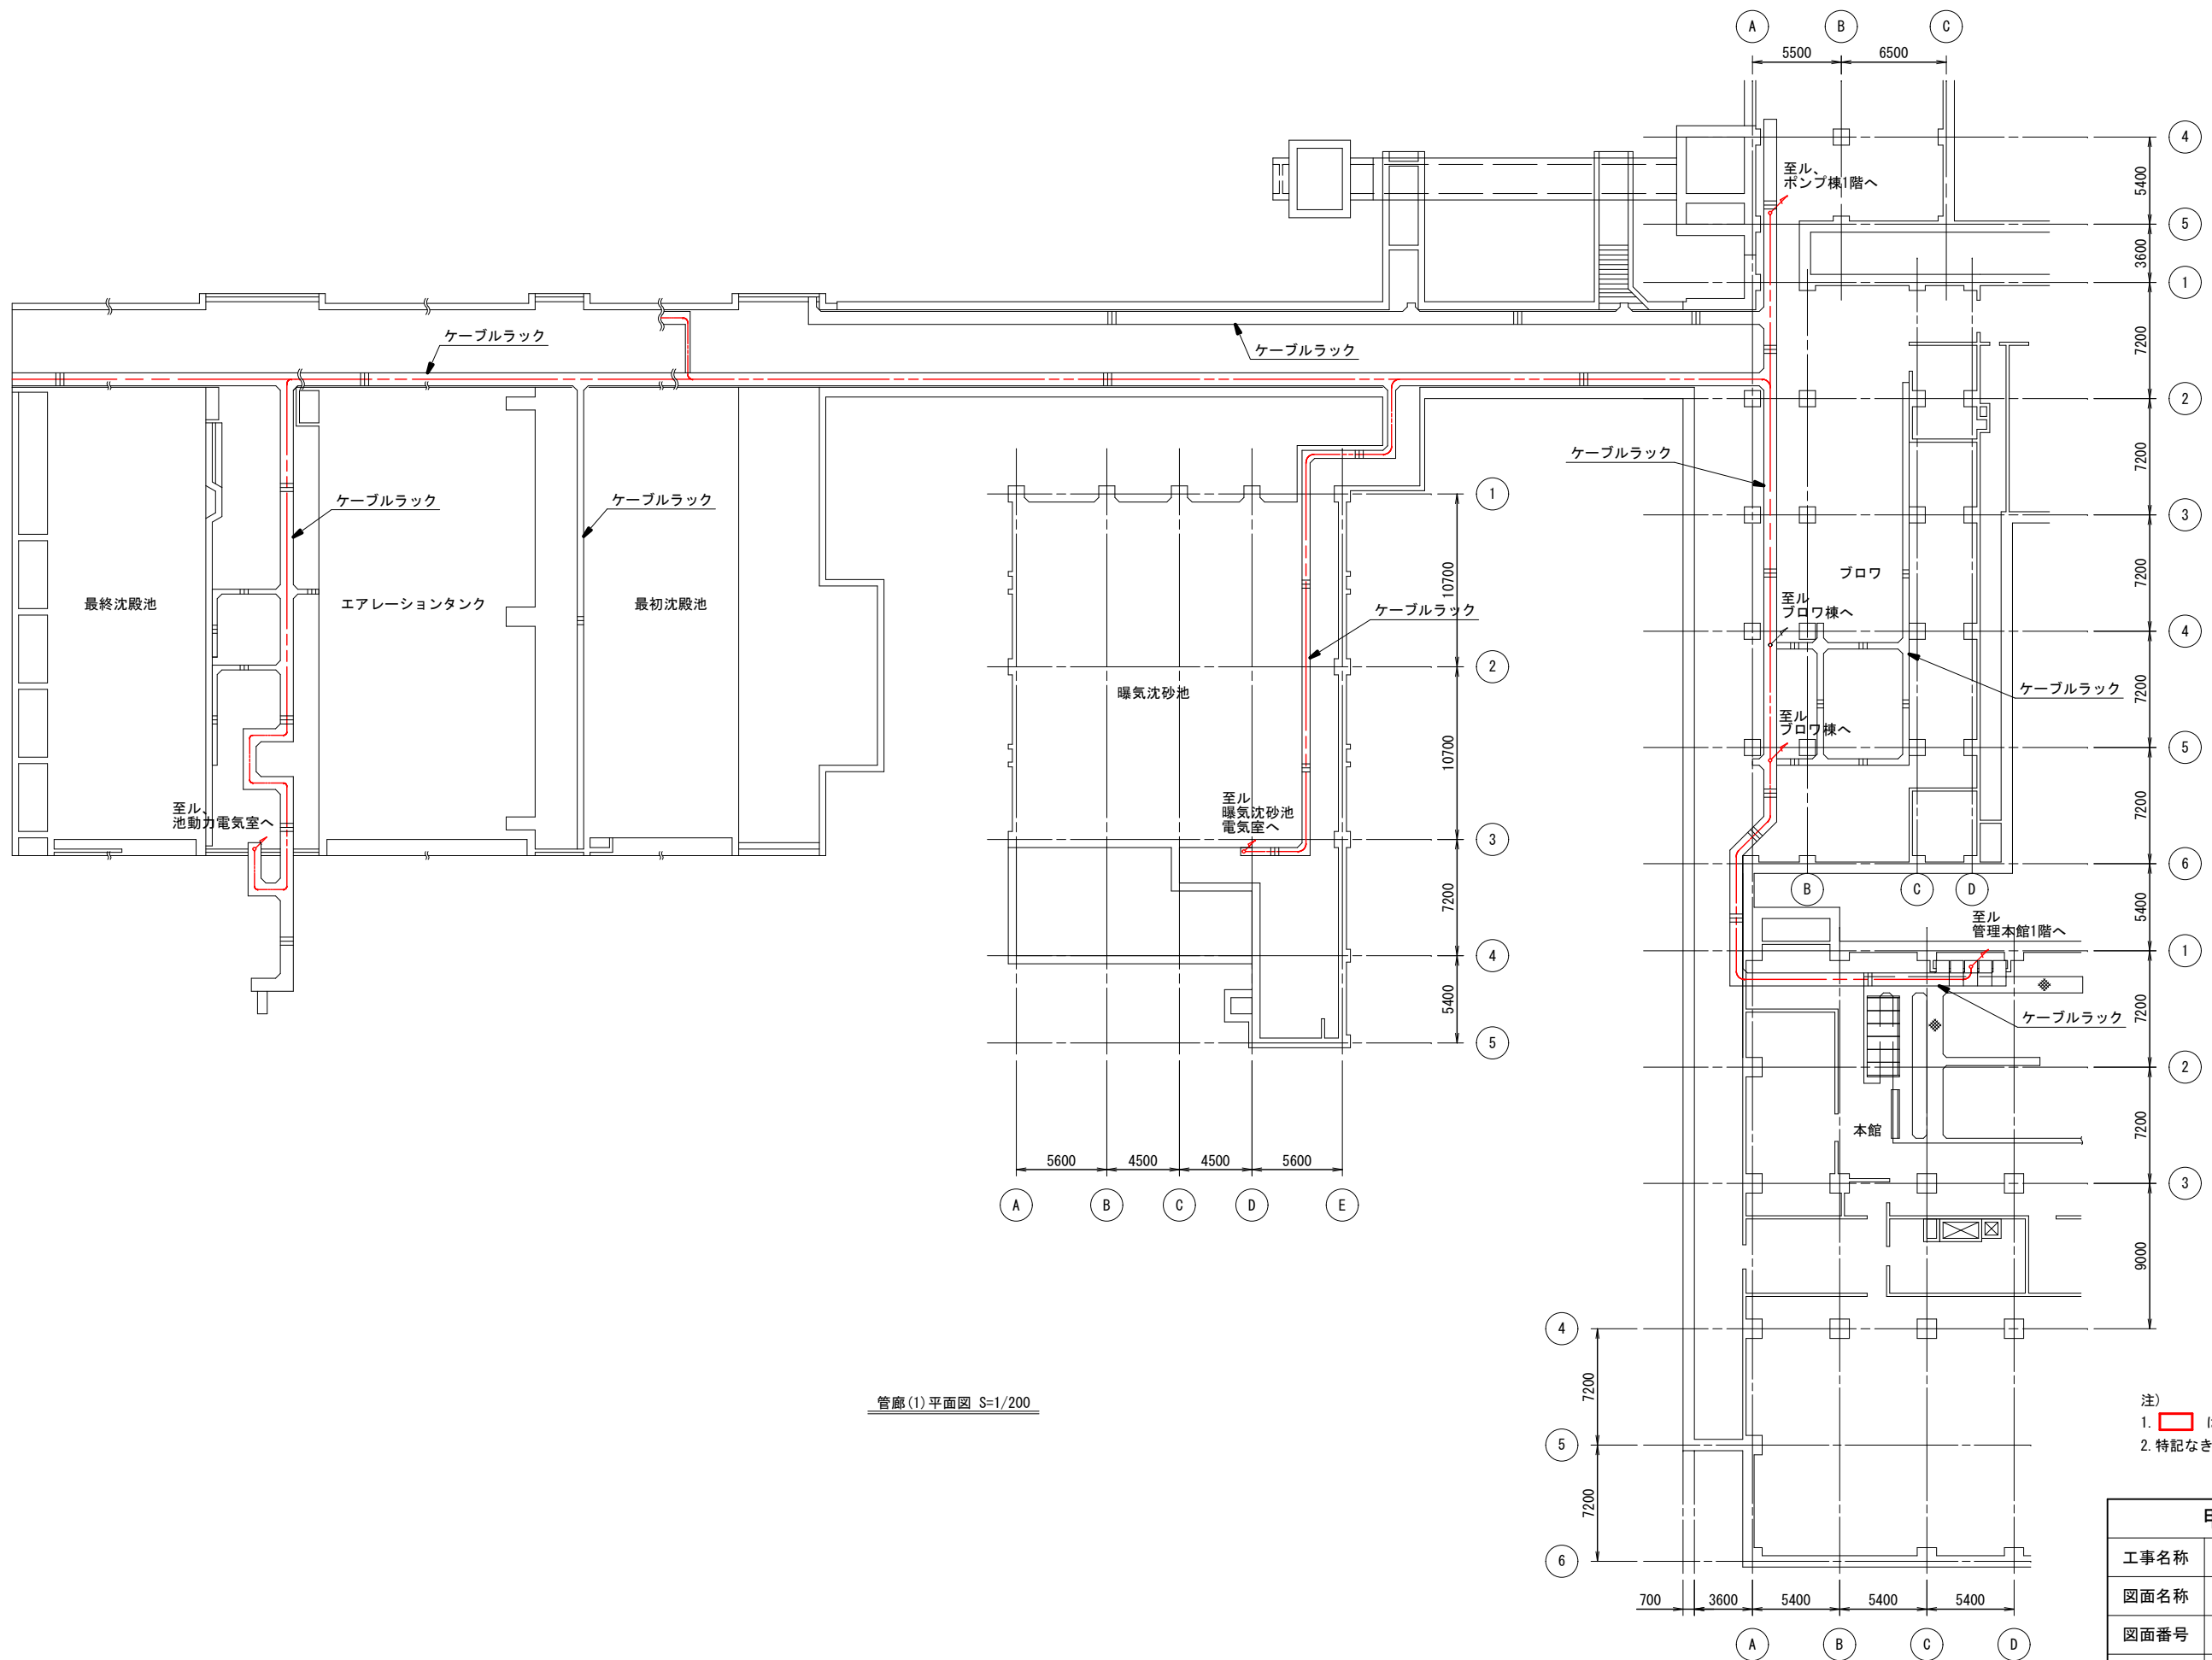 A
B
C
5500
6500
4
5400
5
3600
1
7200
2
7200
3
7200
4
7200
5
7200
6
5400
1
7200
2
7200
3
9000
至ル、
ポンプ棟1階へ
ケーブルラック
ケーブルラック
ケーブルラック
ケーブルラック
ケーブルラック
ケーブルラック
ケーブルラック
ケーブルラック
最終沈殿池
エアレーションタンク
最初沈殿池
曝気沈砂池
ブロワ
至ル
ブロワ棟へ
至ル
ブロワ棟へ
至ル、
池動力電気室へ
至ル
曝気沈砂池
電気室へ
1
10700
2
10700
3
7200
4
5400
5
5600
4500
4500
5600
A
B
C
D
E
B
C
D
至ル
管理本館1階へ
本館
4
7200
5
7200
6
700
3600
5400
5400
5400
A
B
C
D
管廊(1)平面図 S=1/200
注)
1.
2. 特記なき
工事名称
図面名称
図面番号